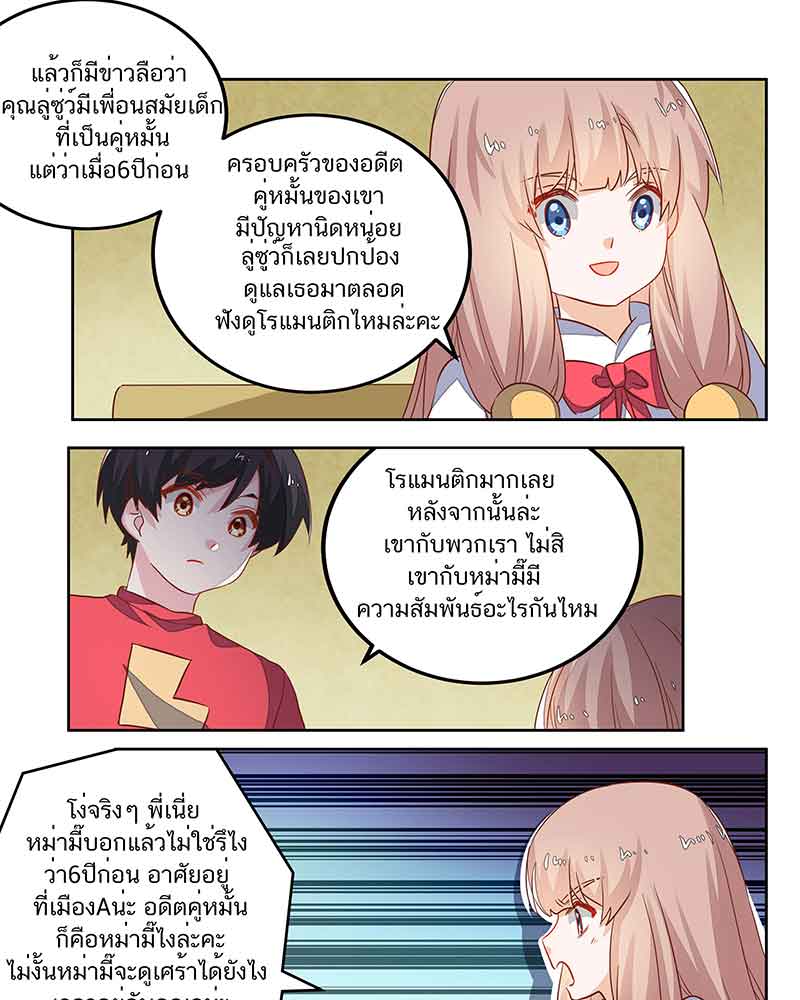 แล้วก็มีข่าวลือว่า
คุณลู่ซู่ว์มีเพื่อนสมัยเด็ก
ที่เป็นคู่หมั้น
แต่ว่าเมื่อ6ปีก่อน
ครอบครัวของอดีต
คู่หมั้นของเขา
มีปัญหานิดหน่อย
ลู่ซู่ว์ก็เลยปกป้อง
ดูแลเธอมาตลอด
ฟังดูโรแมนติกไหมล่ะคะ
โรแมนติกมากเลย
หลังจากนั้นล่ะ
เขากับพวกเรา ไม่สิ
เขากับหม่ามี๊มี
ความสัมพันธ์อะไรกันไหม
โง่จริงๆ พี่เนี่ย
หม่ามี๊บอกแล้วไม่ใช่รึไง
ว่า6ปีก่อน อาศัยอยู่
ที่เมืองAน่ะ อดีตคู่หมั้น
ก็คือหม่ามี๊ไงล่ะคะ
ไม่งั้นหม่ามี๊จะดูเศร้าได้ยังไง